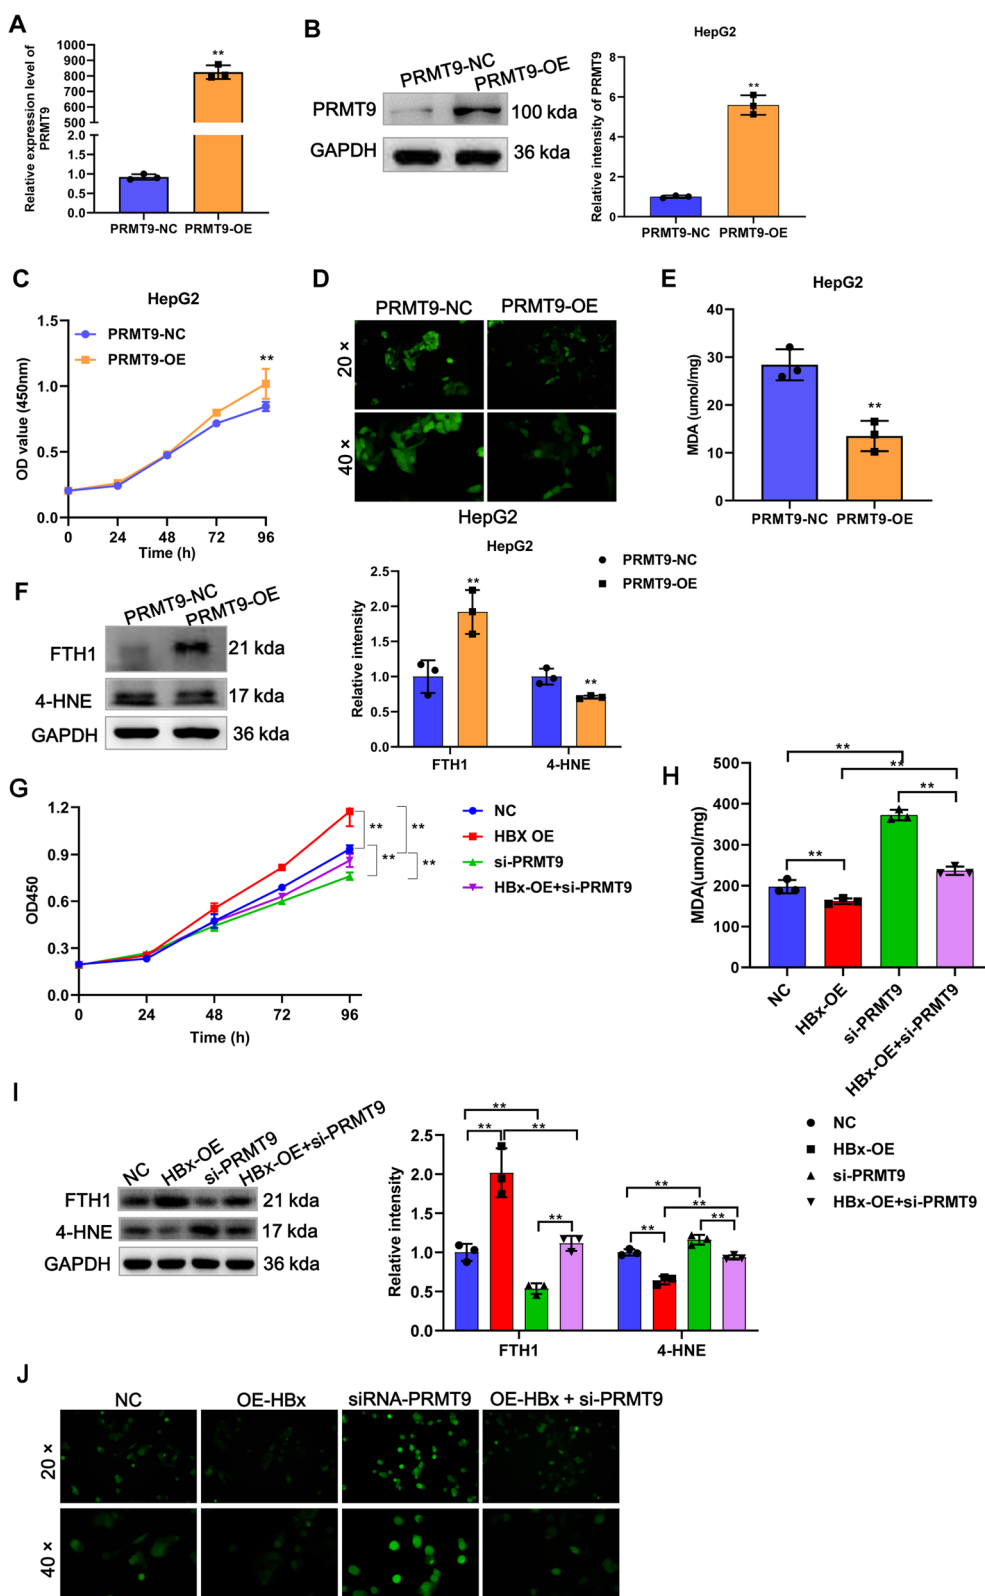 A
Relative expression level of
PRMT9
1000
900
800
700
600
500
2.0
1.5
1.0
0.5
0.0
**
PRMT9-NC PRMT9-OE
B
PRMT9-NC
PRMT9-OE
PRMT9
100 kda
GAPDH
36 kda
HepG2
Relative intensity of PRMT9
8
6
4
2
0
**
PRMT9-NC PRMT9-OE
C
HepG2
PRMT9-NC
PRMT9-OE
OD value (450nm)
1.5
1.0
0.5
0.0
**
0 24 48 72 96
Time (h)
D
PRMT9-NC PRMT9-OE
20 ×
40 ×
HepG2
E
HepG2
MDA (umol/mg)
40
30
20
10
0
**
PRMT9-NC PRMT9-OE
F
PRMT9-NC
PRMT9-OE
FTH1
21 kda
4-HNE
17 kda
GAPDH
36 kda
HepG2
PRMT9-NC
PRMT9-OE
Relative intensity
2.5
2.0
1.5
1.0
0.5
0.0
**
**
FTH1 4-HNE
G
OD450
1.2
0.9
0.6
0.3
0.0
0 24 48 72 96
Time (h)
**
**
**
**
NC
HBX OE
si-PRMT9
HBx-OE+si-PRMT9
H
MDA(umol/mg)
500
400
300
200
100
0
**
**
**
**
NC
HBx-OE
si-PRMT9
HBx-OE+si-PRMT9
I
NC
HBx-OE
si-PRMT9
HBx-OE+si-PRMT9
FTH1
21 kda
4-HNE
17 kda
GAPDH
36 kda
Relative intensity
2.5
2.0
1.5
1.0
0.5
0.0
**
**
**
**
**
**
**
**
FTH1 4-HNE
NC
HBx-OE
si-PRMT9
HBx-OE+si-PRMT9
J
NC OE-HBx siRNA-PRMT9 OE-HBx + si-PRMT9
20 ×
40 ×